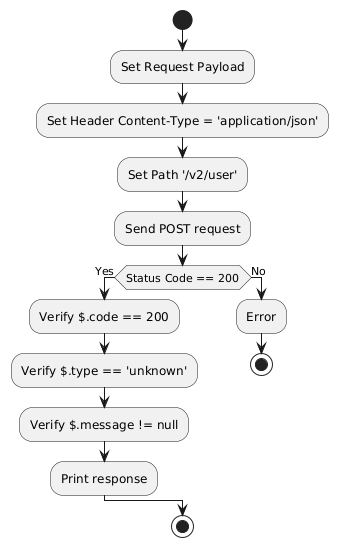 Set Request Payload
Set Header Content-Type = 'application/json'
Set Path '/v2/user'
Send POST request
Status Code == 200
Yes
No
Verify $.code == 200
Error
Verify $.type == 'unknown'
Verify $.message != null
Print response